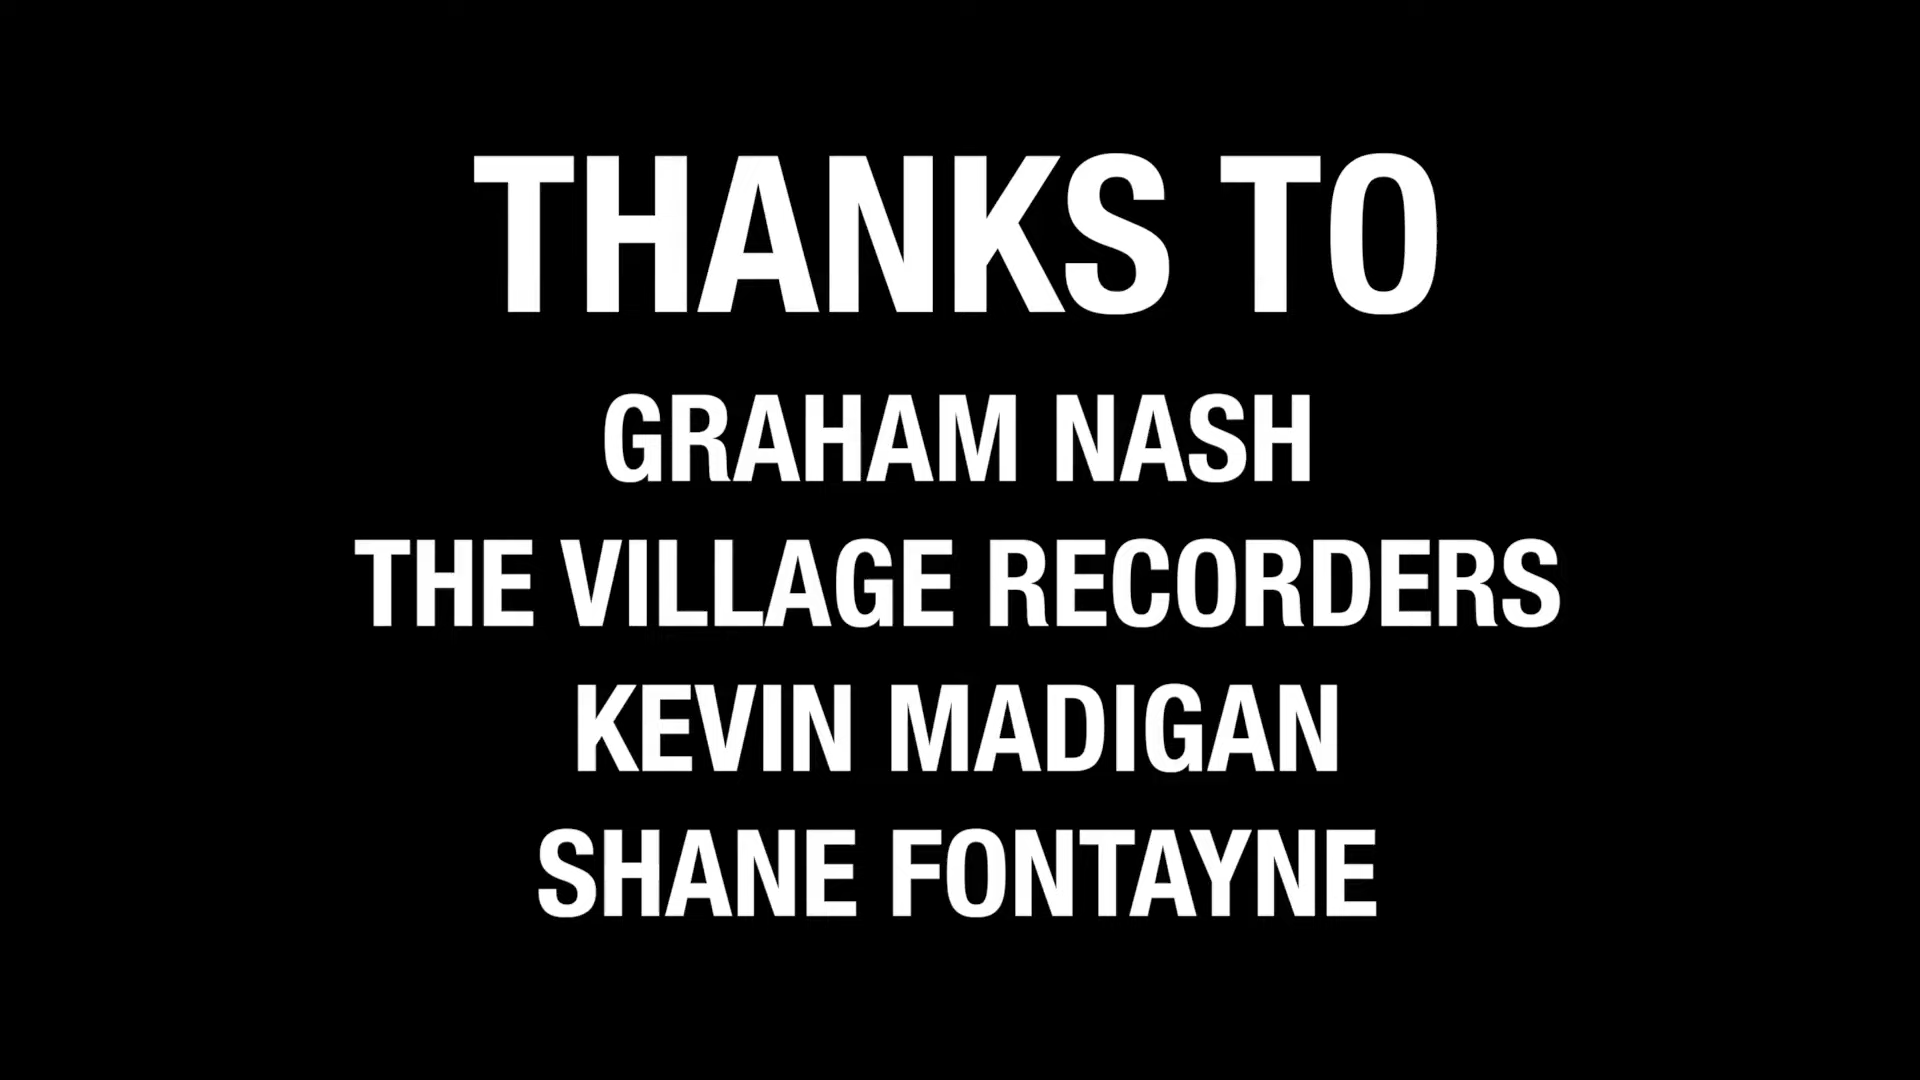 THANKS TO
GRAHAM NASH
THE VILLAGE RECORDERS
KEVIN MADIGAN
SHANE FONTAYNE